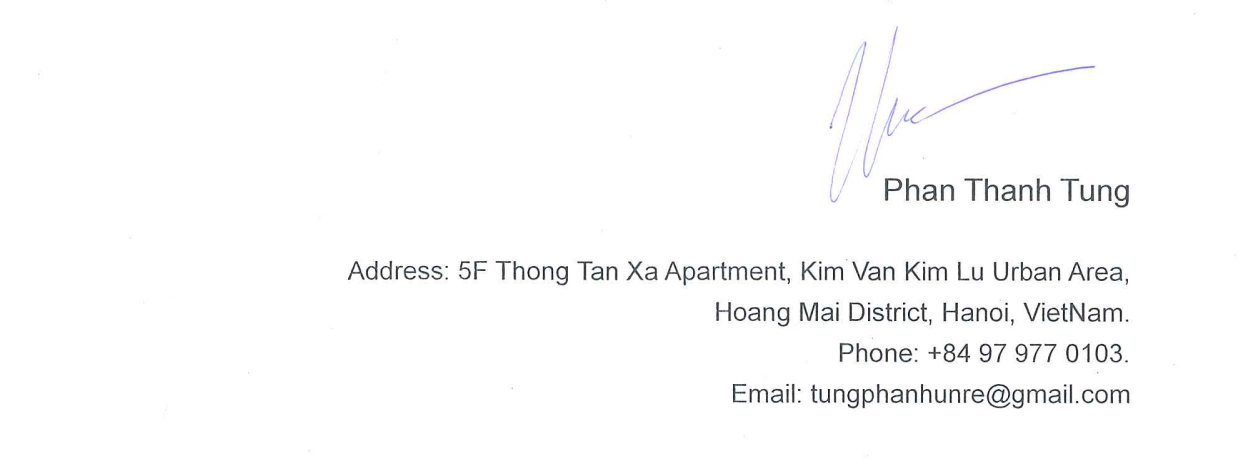 Phan Thanh Tung
Address: 5F Thong Tan Xa Apartment, Kim Van Kim Lu Urban Area,
Hoang Mai District, Hanoi, VietNam.
Phone: +84 97 977 0103.
Email: tungphanhunre@gmail.com